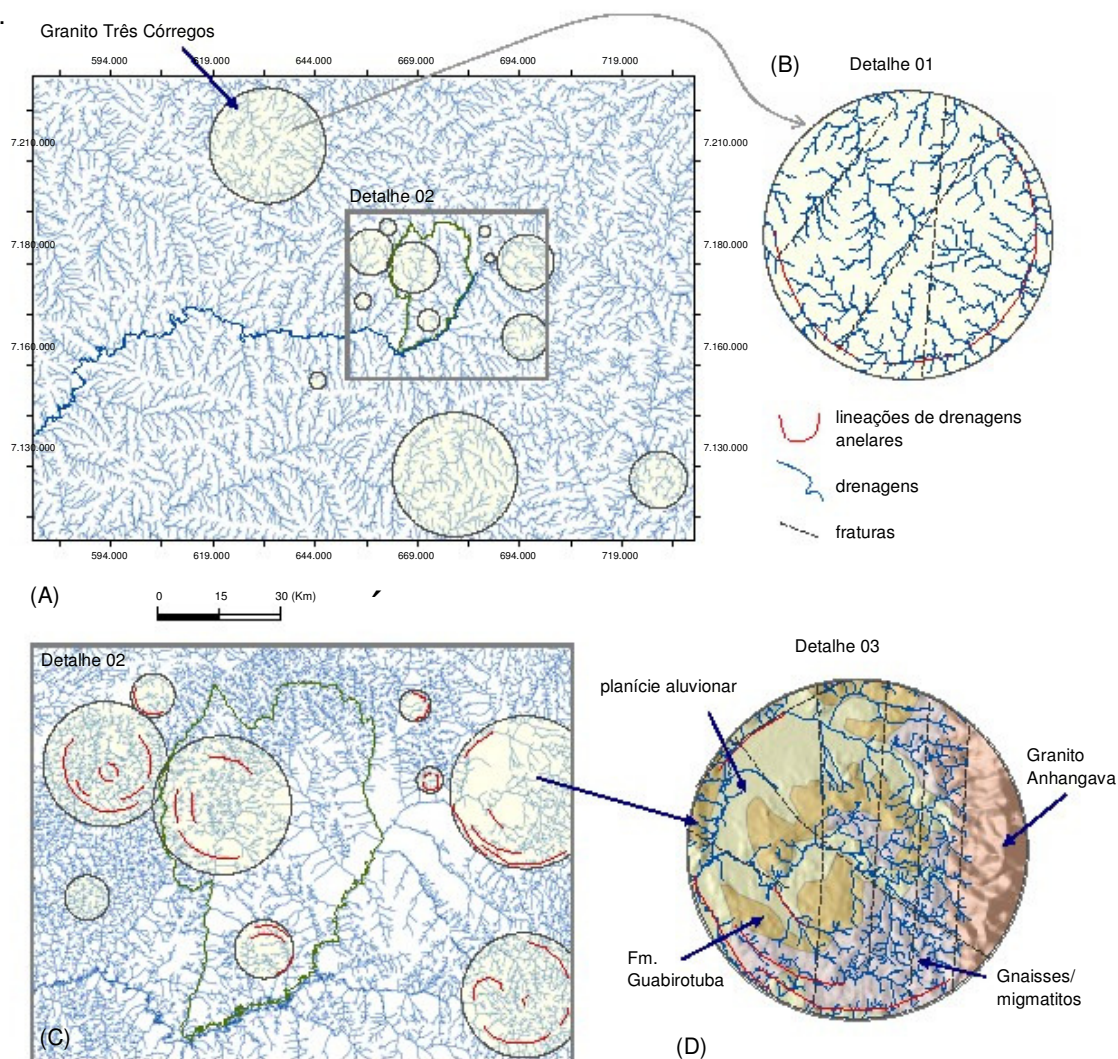 Granito Três Córregos
594.000 619.000 644.000 669.000 694.000 719.000
(B)
Detalhe 01
7.210.000
7.180.000
7.160.000
7.130.000
Detalhe 02
7.210.000
7.180.000
7.160.000
7.130.000
594.000 619.000 644.000 669.000 694.000 719.000
lineações de drenagens
anelares
drenagens
fraturas
(A)
0 15 30 (Km)
Detalhe 02
(C)
Detalhe 03
planície aluvionar
Granito
Anhangava
Fm.
Guabirotuba
Gnaisses/
migmatitos
(D)